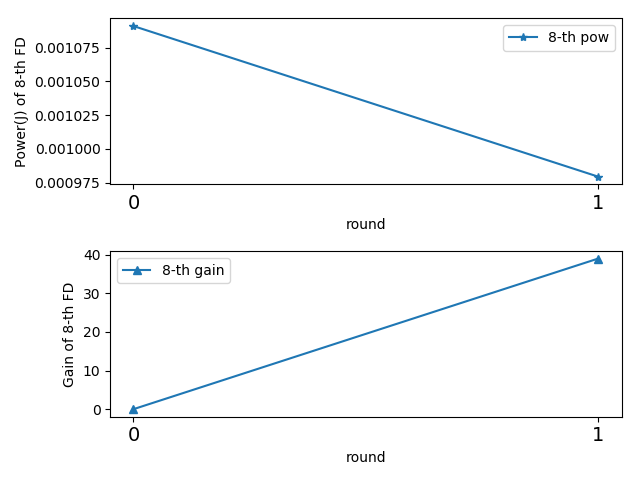 Power(J) of 8-th FD
0.001075
0.001050
0.001025
0.001000
0.000975
8-th pow
0 1
round
Gain of 8-th FD
40
30
20
10
0
8-th gain
0 1
round